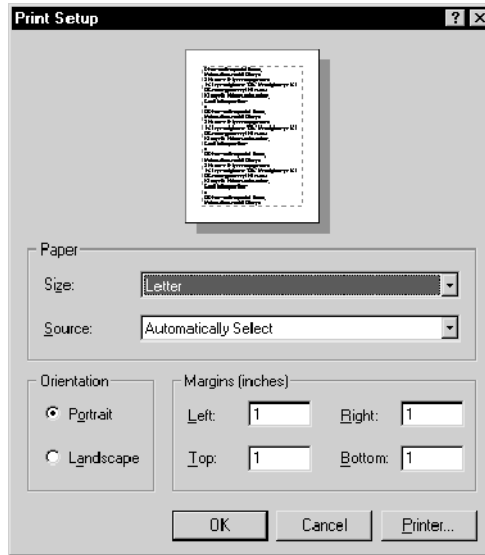 Print Setup
Paper
Size: Letter
Source: Automatically Select
Orientation
Portrait
Landscape
Margins (inches)
Left: 1 Right: 1
Top: 1 Bottom: 1
OK Cancel Printer...